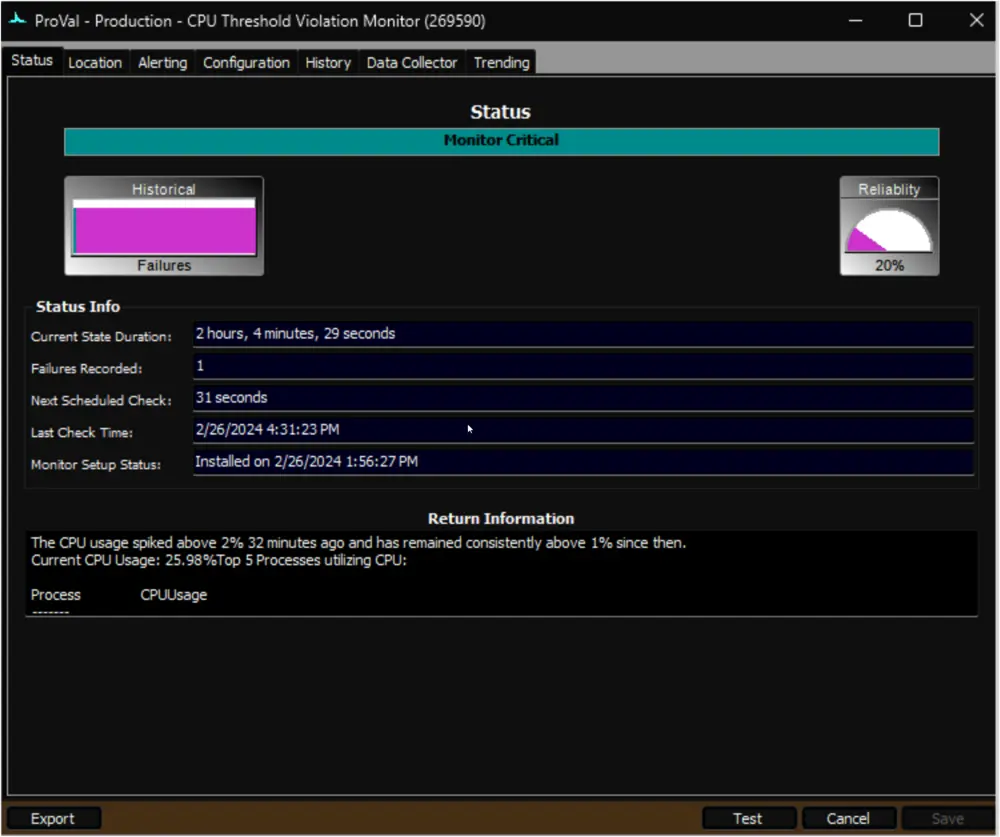 ProVal - Production - CPU Threshold Violation Monitor (269590)
Status Location Alerting Configuration History Data Collector Trending
Status
Monitor Critical
Historical
Failures
Reliablity
20%
Status Info
Current State Duration: 2 hours, 4 minutes, 29 seconds
Failures Recorded: 1
Next Scheduled Check: 31 seconds
Last Check Time: 2/26/2024 4:31:23 PM
Monitor Setup Status: Installed on 2/26/2024 1:56:27 PM
Return Information
The CPU usage spiked above 2% 32 minutes ago and has remained consistently above 1% since then.
Current CPU Usage: 25.98%Top 5 Processes utilizing CPU:
Process CPUUsage
-------
Export Test Cancel Save